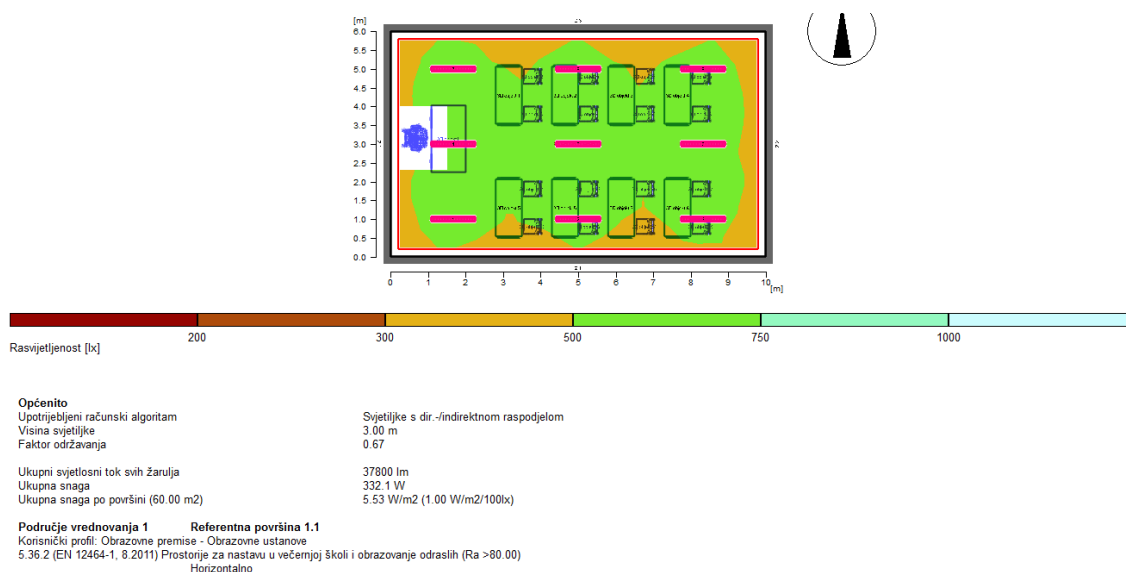 [m]
6.0
5.5
5.0
4.5
4.0
3.5
3.0
2.5
2.0
1.5
1.0
0.5
0.0
0 1 2 3 4 5 6 7 8 9 10
[m]
200 300 500 750 1000
Rasvijetljenost [lx]
Općenito
Upotrijebljeni računski algoritam Svjetiljke s dir.-/indirektnom raspodjelom
Visina svjetiljke 3.00 m
Faktor održavanja 0.67
Ukupni svjetlosni tok svih žarulja 37800 lm
Ukupna snaga 332.1 W
Ukupna snaga po površini (60.00 m2) 5.53 W/m2 (1.00 W/m2/100lx)
Područje vrednovanja 1 Referentna površina 1.1
Korisnički profil: Obrazovne premise - Obrazovne ustanove
5.36.2 (EN 12464-1, 8.2011) Prostorije za nastavu u večernjoj školi i obrazovanje odraslih (Ra >80.00)
Horizontalno